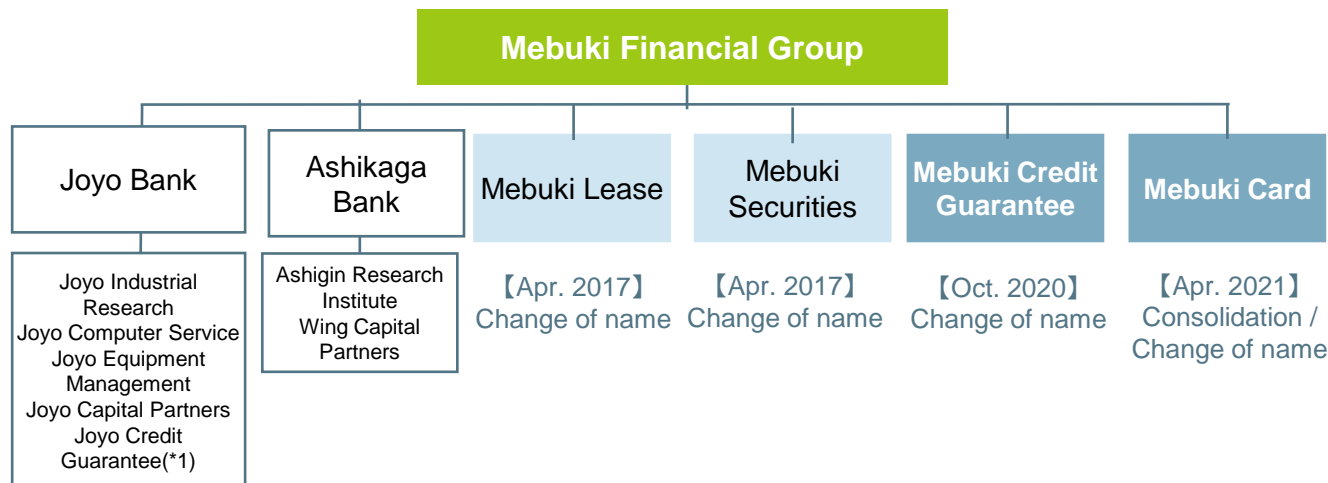 Mebuki Financial Group
Joyo Bank
Ashikaga
Bank
Mebuki Lease
Mebuki
Securities
Mebuki Credit
Guarantee
Mebuki Card
Joyo Industrial
Research
Joyo Computer Service
Joyo Equipment
Management
Joyo Capital Partners
Joyo Credit
Guarantee(*1)
Ashigin Research
Institute
Wing Capital
Partners
【Apr. 2017】
Change of name
【Apr. 2017】
Change of name
【Oct. 2020】
Change of name
【Apr. 2021】
Consolidation /
Change of name